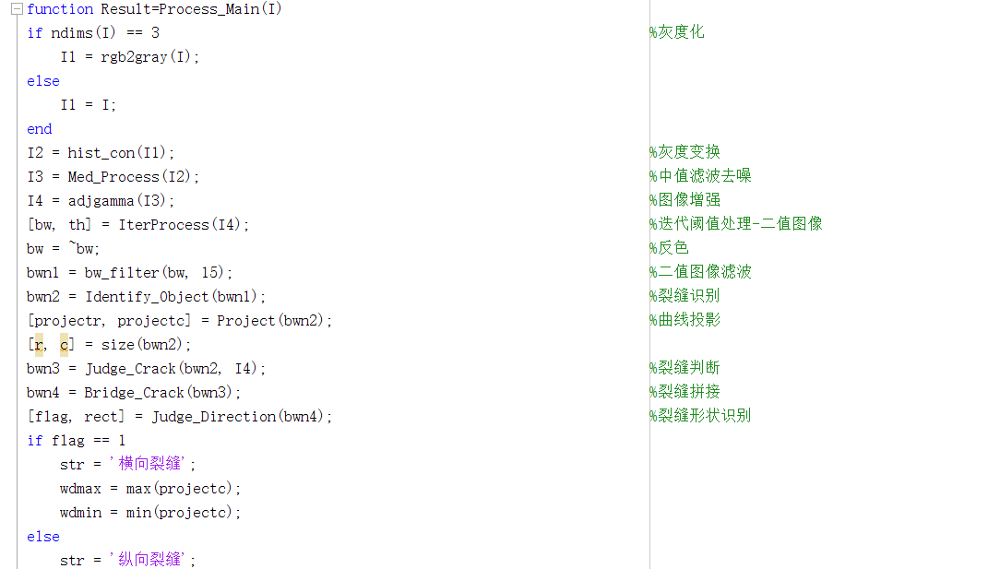 function Result=Process_Main(I)
if ndims(I) == 3 %灰度化
I1 = rgb2gray(I);
else
I1 = I;
end
I2 = hist_con(I1); %灰度变换
I3 = Med_Process(I2); %中值滤波去噪
I4 = adjgamma(I3); %图像增强
[bw, th] = IterProcess(I4); %迭代阈值处理-二值图像
bw = ~bw; %反色
bwn1 = bw_filter(bw, 15); %二值图像滤波
bwn2 = Identify_Object(bwn1); %裂缝识别
[projectr, projectc] = Project(bwn2); %曲线投影
[r, c] = size(bwn2);
bwn3 = Judge_Crack(bwn2, I4); %裂缝判断
bwn4 = Bridge_Crack(bwn3); %裂缝拼接
[flag, rect] = Judge_Direction(bwn4); %裂缝形状识别
if flag == 1
str = '横向裂缝';
wdmax = max(projectc);
wdmin = min(projectc);
else
str = '纵向裂缝';